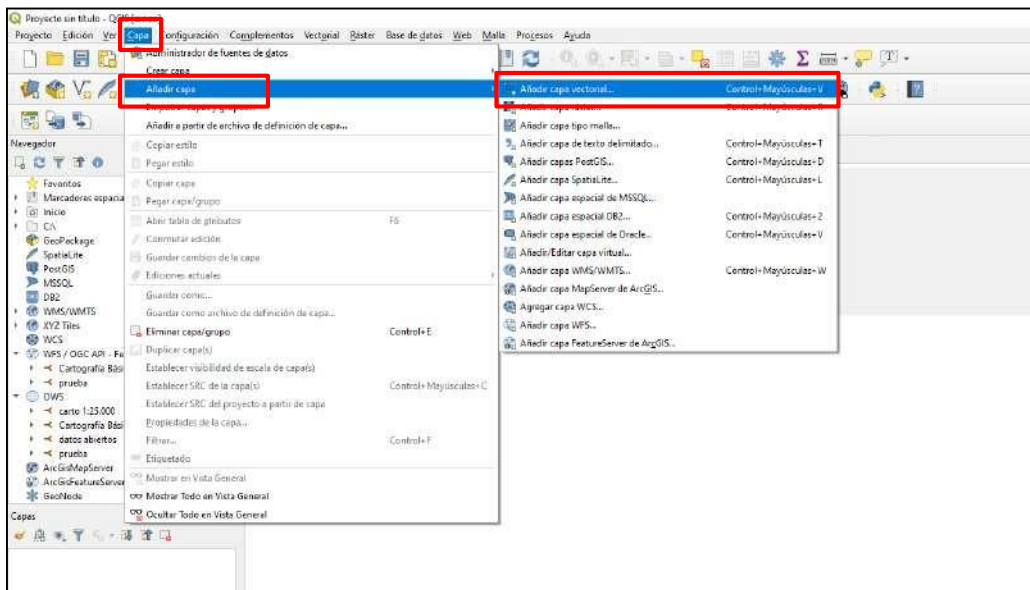 Proyecto sin título - QGIS
Proyecto Edición Ver Capa Configuración Complementos Vectorial Ráster Base de datos Web Malla Procesos Ayuda
Administrador de fuentes de datos
Crear capa
Añadir capa
Añadir a partir de archivo de definición de capa...
Copiar estilo
Pegar estilo
Copiar capa
Pegar capa/grupo
Abrir tabla de atributos F6
Conmutar edición
Guardar cambios de la capa
Ediciones actuales
Guardar como...
Guardar como archivo de definición de capa...
Eliminar capa/grupo Control+E
Duplicar capa(s)
Establecer visibilidad de escala de capa(s)
Establecer SRC de la capa(s) Control+Mayúsculas+C
Establecer SRC del proyecto a partir de capa
Propiedades de la capa...
Filtrar... Control+F
Etiquetado
Mostrar en Vista General
Mostrar Todo en Vista General
Ocultar Todo en Vista General
Añadir capa vectorial... Control+Mayúsculas+V
Añadir capa tipo malla...
Añadir capa de texto delimitado... Control+Mayúsculas+T
Añadir capas PostGIS... Control+Mayúsculas+D
Añadir capa SpatiaLite... Control+Mayúsculas+L
Añadir capa espacial de MSSQL...
Añadir capa espacial DB2... Control+Mayúsculas+2
Añadir capa espacial de Oracle... Control+Mayúsculas+V
Añadir/Editar capa virtual...
Añadir capa WMS/WMTS... Control+Mayúsculas+W
Añadir capa MapServer de ArcGIS...
Agregar capa WCS...
Añadir capa WFS...
Añadir capa FeatureServer de ArcGIS...
Navegador
Favoritos
Marcadores espacia
Inicio
C:\
GeoPackage
SpatiaLite
PostGIS
MSSQL
DB2
WMS/WMTS
XYZ Tiles
WCS
WFS / OGC API - Fe
Cartografía Bási
prueba
OWS
carto 1:25.000
Cartografía Bási
datos abiertos
prueba
ArcGisMapServer
ArcGisFeatureServer
GeoNode
Capas